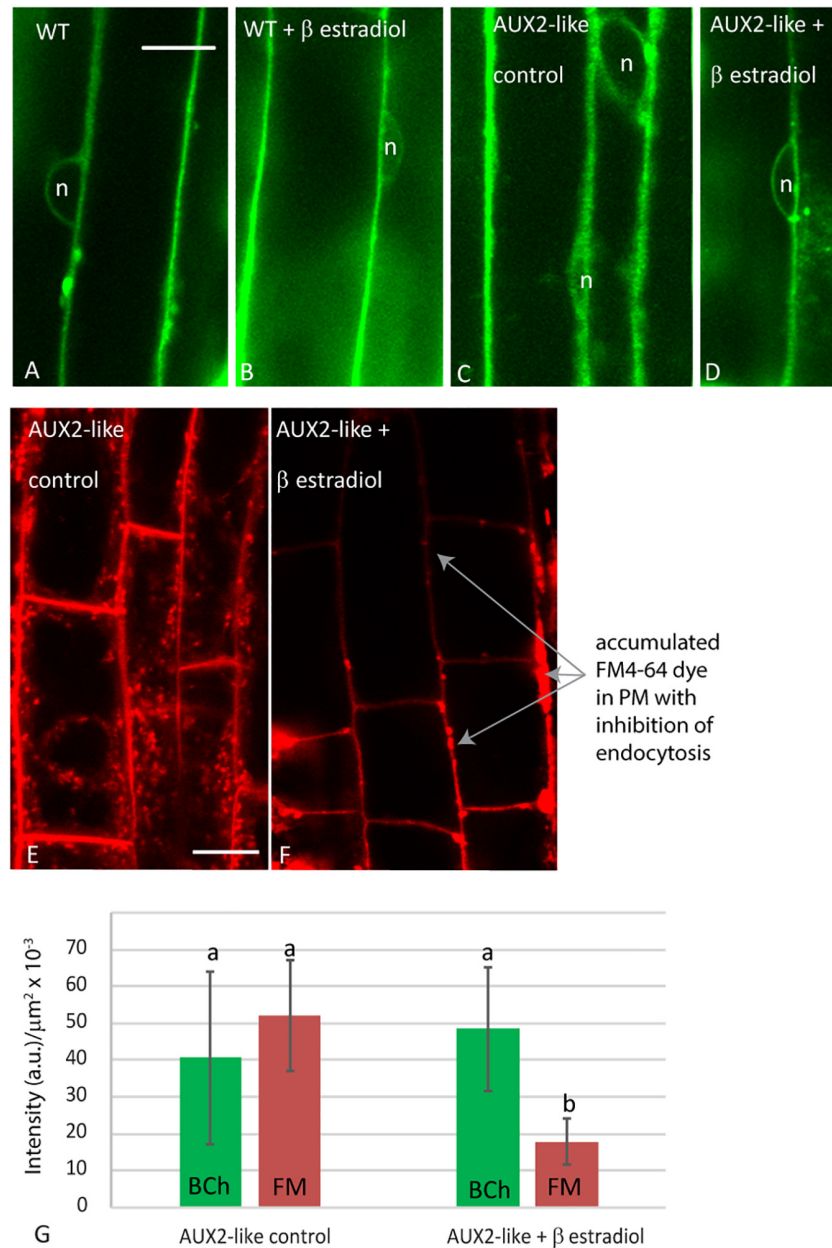 WT
WT + β estradiol
AUX2-like
control
AUX2-like +
β estradiol
n
n
n
n
n
A
B
C
D
AUX2-like
control
AUX2-like +
β estradiol
accumulated
FM4-64 dye
in PM with
inhibition of
endocytosis
E
F
70
60
50
40
30
20
10
0
Intensity (a.u.)/μm² x 10⁻³
a
a
a
b
BCh
FM
BCh
FM
G
AUX2-like control
AUX2-like + β estradiol